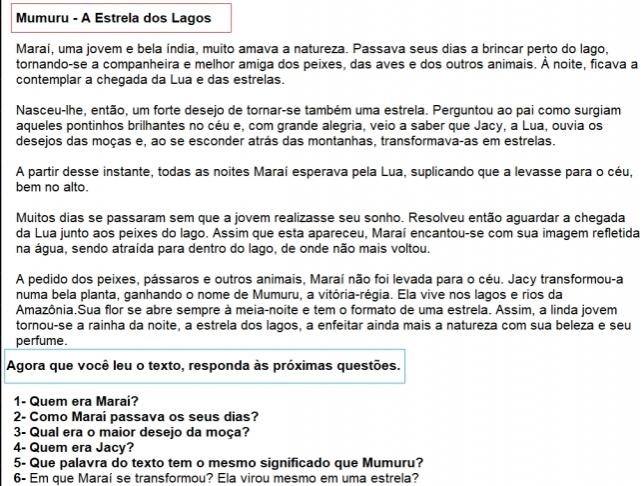 Mumuru - A Estrela dos Lagos
Maraí, uma jovem e bela índia, muito amava a natureza. Passava seus dias a brincar perto do lago,
tornando-se a companheira e melhor amiga dos peixes, das aves e dos outros animais. À noite, ficava a
contemplar a chegada da Lua e das estrelas.
Nasceu-lhe, então, um forte desejo de tornar-se também uma estrela. Perguntou ao pai como surgiam
aqueles pontinhos brilhantes no céu e, com grande alegria, veio a saber que Jacy, a Lua, ouvia os
desejos das moças e, ao se esconder atrás das montanhas, transformava-as em estrelas.
A partir desse instante, todas as noites Maraí esperava pela Lua, suplicando que a levasse para o céu,
bem no alto.
Muitos dias se passaram sem que a jovem realizasse seu sonho. Resolveu então aguardar a chegada
da Lua junto aos peixes do lago. Assim que esta apareceu, Maraí encantou-se com sua imagem refletida
na água, sendo atraída para dentro do lago, de onde não mais voltou.
A pedido dos peixes, pássaros e outros animais, Maraí não foi levada para o céu. Jacy transformou-a
numa bela planta, ganhando o nome de Mumuru, a vitória-régia. Ela vive nos lagos e rios da
Amazônia.Sua flor se abre sempre à meia-noite e tem o formato de uma estrela. Assim, a linda jovem
tornou-se a rainha da noite, a estrela dos lagos, a enfeitar ainda mais a natureza com sua beleza e seu
perfume.
Agora que você leu o texto, responda às próximas questões.
1- Quem era Maraí?
2- Como Maraí passava os seus dias?
3- Qual era o maior desejo da moça?
4- Quem era Jacy?
5- Que palavra do texto tem o mesmo significado que Mumuru?
6- Em que Maraí se transformou? Ela virou mesmo em uma estrela?